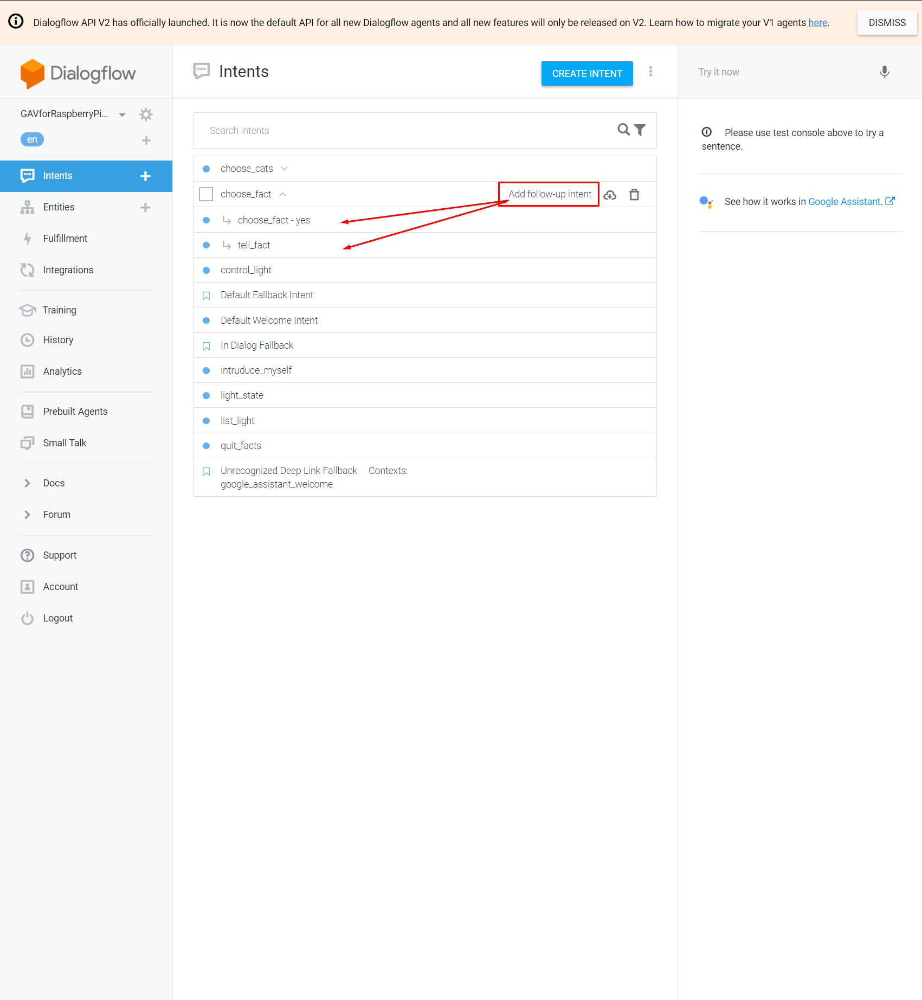 Dialogflow API V2 has officially launched. It is now the default API for all new Dialogflow agents and all new features will only be released on V2. Learn how to migrate your V1 agents here.
DISMISS
Dialogflow
GAVforRaspberryPi...
en
Intents
Entities
Fulfillment
Integrations
Training
History
Analytics
Prebuilt Agents
Small Talk
Docs
Forum
Support
Account
Logout
Intents
CREATE INTENT
Search intents
choose_cats
choose_fact
Add follow-up intent
choose_fact - yes
tell_fact
control_light
Default Fallback Intent
Default Welcome Intent
In Dialog Fallback
intruduce_myself
light_state
list_light
quit_facts
Unrecognized Deep Link Fallback Contexts:
google_assistant_welcome
Try it now
Please use test console above to try a
sentence.
See how it works in Google Assistant.